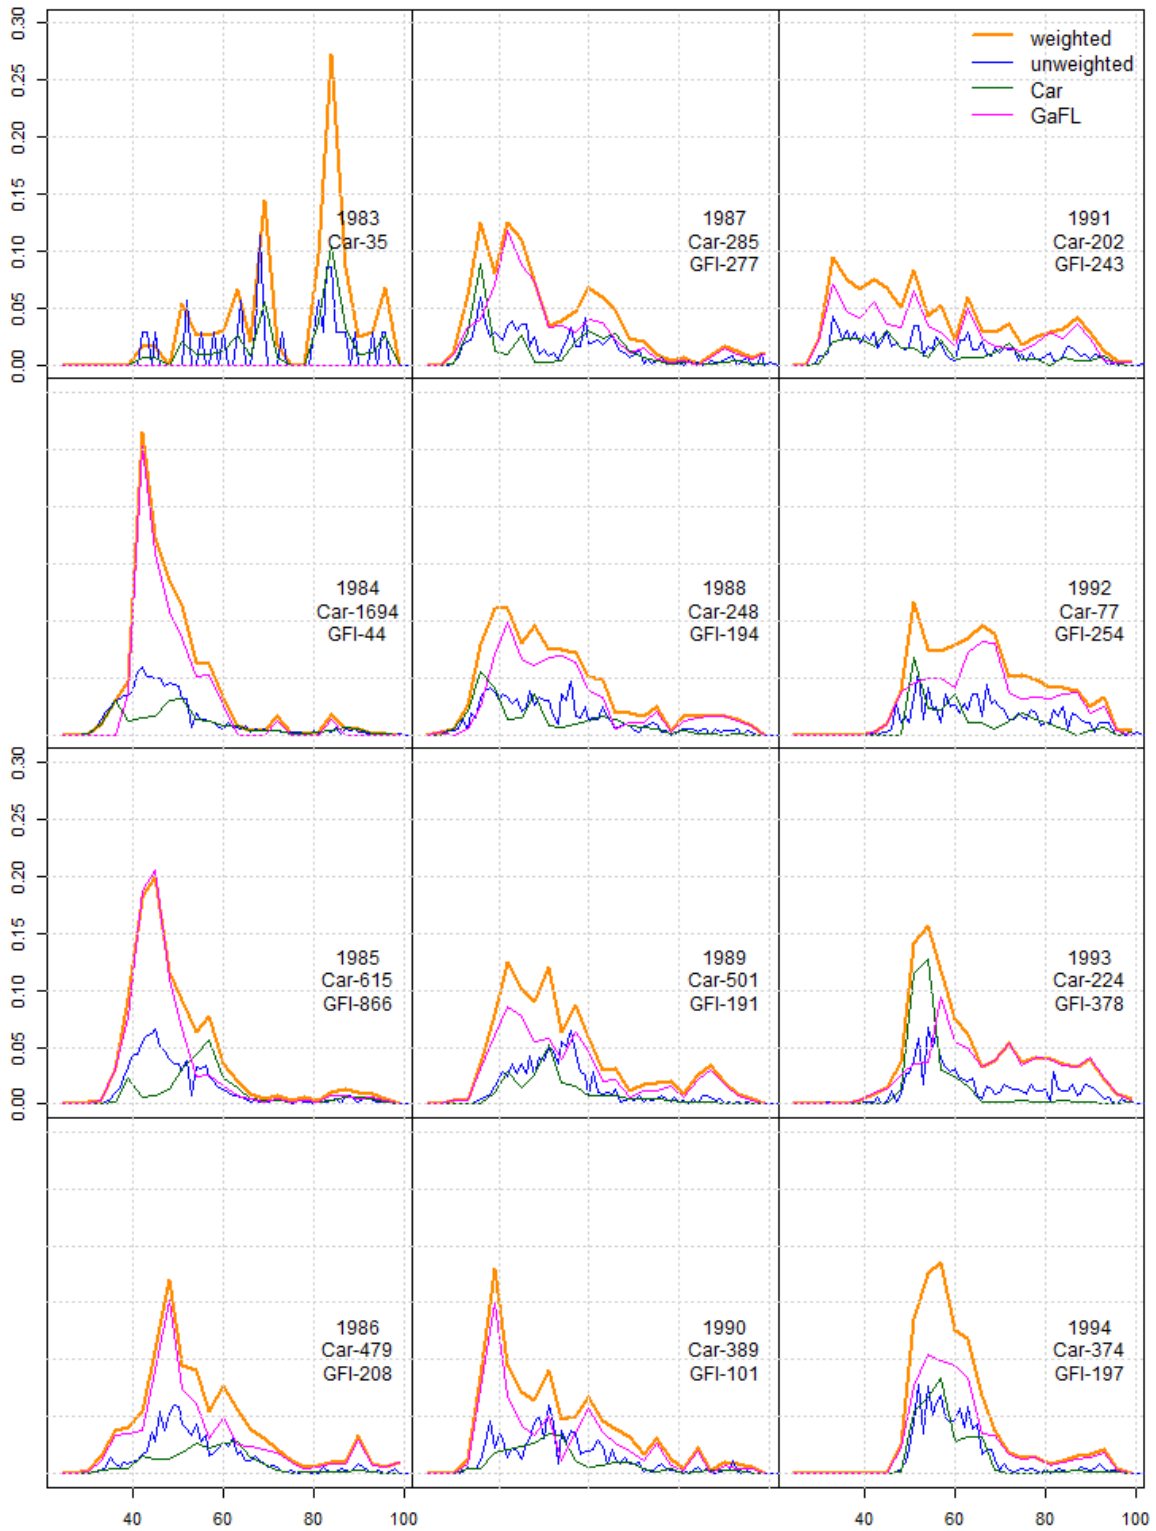 0.30
0.25
0.20
0.15
0.10
0.05
0.00
weighted
unweighted
Car
GaFL
1983
Car-35
1987
Car-285
GFI-277
1991
Car-202
GFI-243
1984
Car-1694
GFI-44
1988
Car-248
GFI-194
1992
Car-77
GFI-254
0.30
0.25
0.20
0.15
0.10
0.05
0.00
1985
Car-615
GFI-866
1989
Car-501
GFI-191
1993
Car-224
GFI-378
1986
Car-479
GFI-208
1990
Car-389
GFI-101
1994
Car-374
GFI-197
40 60 80 100
40 60 80 100